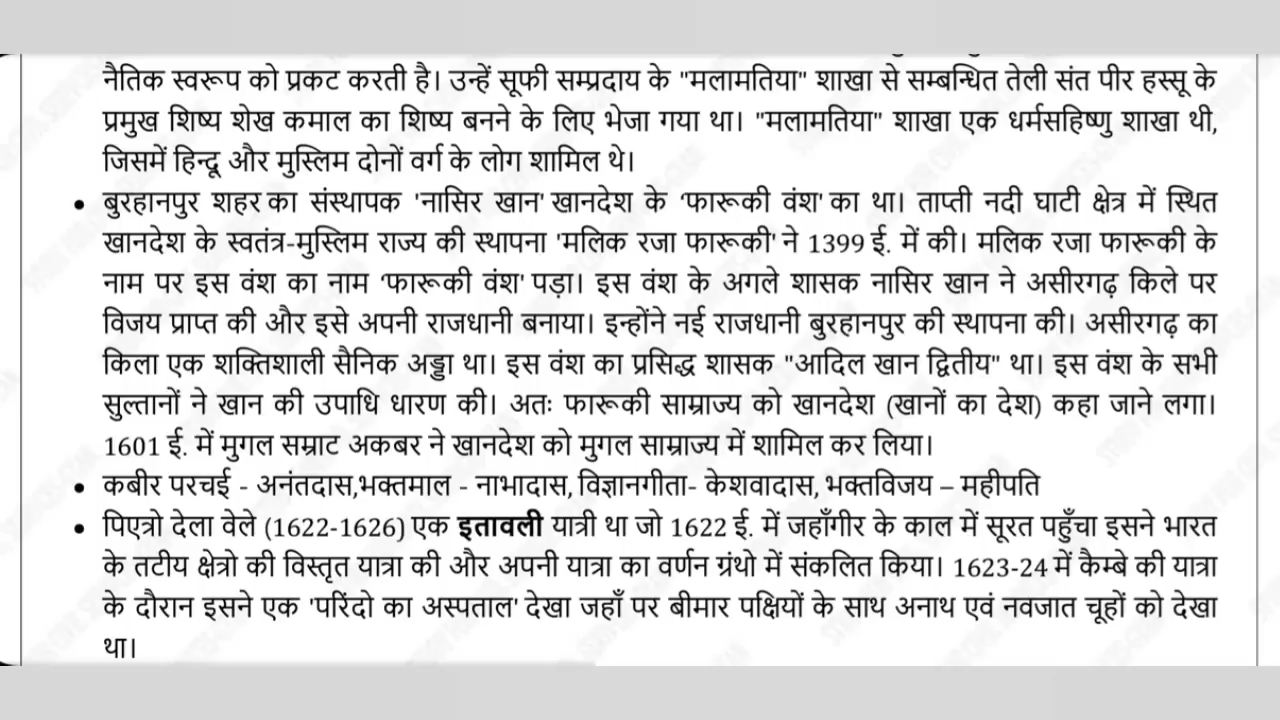 नैतिक स्वरूप को प्रकट करती है। उन्हें सूफी सम्प्रदाय के "मलामतिया" शाखा से सम्बन्धित तेली संत पीर हस्सू के
प्रमुख शिष्य शेख कमाल का शिष्य बनने के लिए भेजा गया था। "मलामतिया" शाखा एक धर्मसहिष्णु शाखा थी,
जिसमें हिन्दू और मुस्लिम दोनों वर्ग के लोग शामिल थे।
• बुरहानपुर शहर का संस्थापक 'नासिर खान' खानदेश के ‘फारूकी वंश' का था। ताप्ती नदी घाटी क्षेत्र में स्थित
खानदेश के स्वतंत्र-मुस्लिम राज्य की स्थापना 'मलिक रजा फारूकी' ने 1399 ई. में की। मलिक रजा फारूकी के
नाम पर इस वंश का नाम ‘फारूकी वंश' पड़ा। इस वंश के अगले शासक नासिर खान ने असीरगढ़ किले पर
विजय प्राप्त की और इसे अपनी राजधानी बनाया। इन्होंने नई राजधानी बुरहानपुर की स्थापना की। असीरगढ़ का
किला एक शक्तिशाली सैनिक अड्डा था। इस वंश का प्रसिद्ध शासक "आदिल खान द्वितीय" था। इस वंश के सभी
सुल्तानों ने खान की उपाधि धारण की। अतः फारूकी साम्राज्य को खानदेश (खानों का देश) कहा जाने लगा।
1601 ई. में मुगल सम्राट अकबर ने खानदेश को मुगल साम्राज्य में शामिल कर लिया।
• कबीर परचई - अनंतदास,भक्तमाल - नाभादास, विज्ञानगीता- केशवादास, भक्तविजय – महीपति
• पिएत्रो देला वेले (1622-1626) एक इतावली यात्री था जो 1622 ई. में जहाँगीर के काल में सूरत पहुँचा इसने भारत
के तटीय क्षेत्रो की विस्तृत यात्रा की और अपनी यात्रा का वर्णन ग्रंथो में संकलित किया। 1623-24 में कैम्बे की यात्रा
के दौरान इसने एक 'परिंदो का अस्पताल' देखा जहाँ पर बीमार पक्षियों के साथ अनाथ एवं नवजात चूहों को देखा
था।